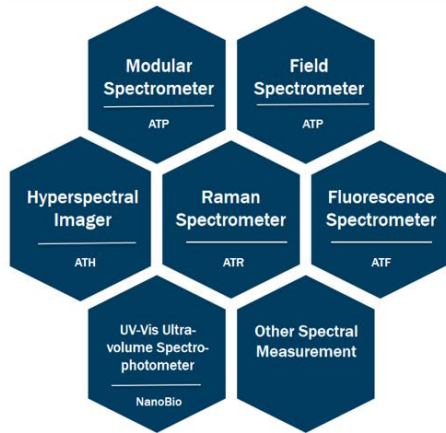 Modular
Spectrometer
ATP
Field
Spectrometer
ATP
Hyperspectral
Imager
ATH
Raman
Spectrometer
ATR
Fluorescence
Spectrometer
ATF
UV-Vis Ultra-
volume Spectro-
photometer
NanoBio
Other Spectral
Measurement